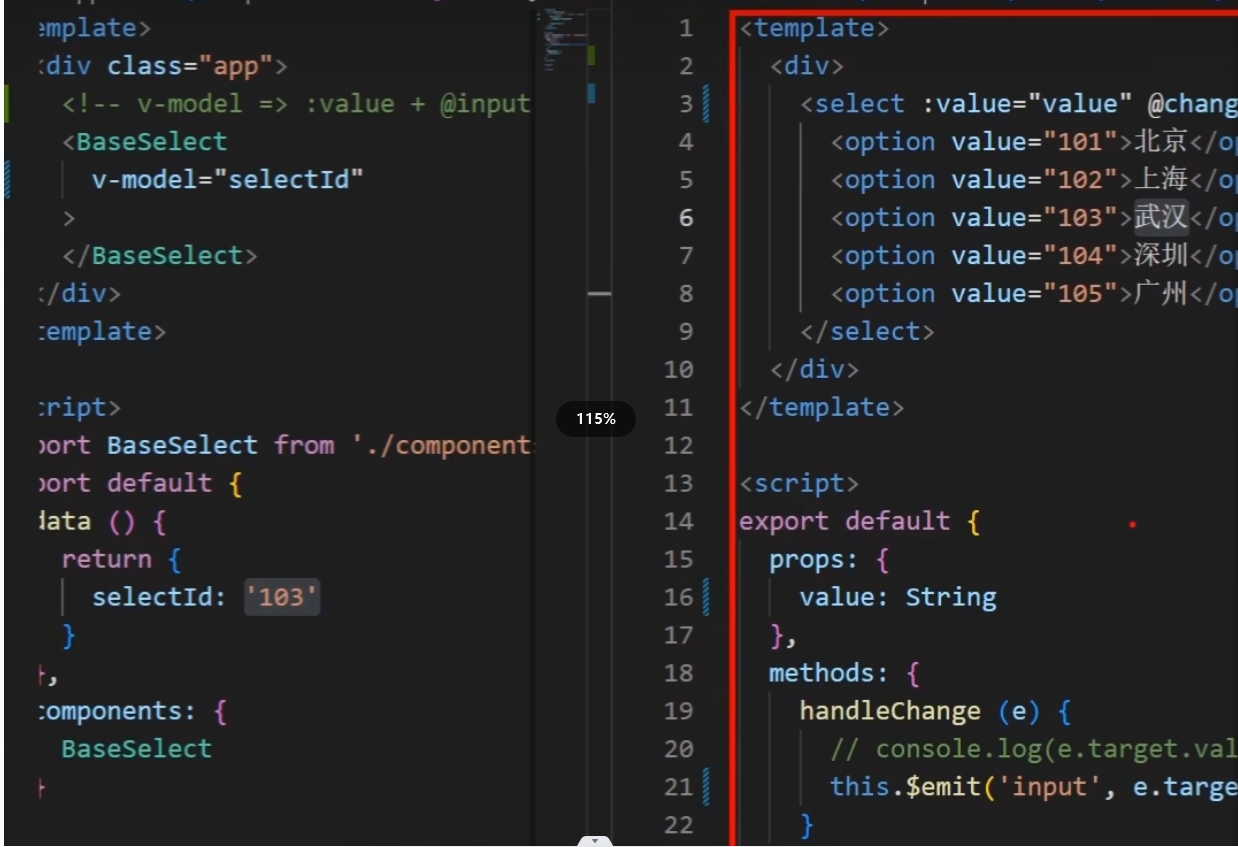 emplate>
div class="app">
<!-- v-model => :value + @input
<BaseSelect
v-model="selectId"
>
</BaseSelect>
:/div>
template>
cript>
port BaseSelect from './component
port default {
data () {
return {
selectId: '103'
}
},
components: {
BaseSelect
}
115%
1 <template>
2 <div>
3 <select :value="value" @chang
4 <option value="101">北京</op
5 <option value="102">上海</op
6 <option value="103">武汉</op
7 <option value="104">深圳</op
8 <option value="105">广州</op
9 </select>
10 </div>
11 </template>
12
13 <script>
14 export default {
15 props: {
16 value: String
17 },
18 methods: {
19 handleChange (e) {
20 // console.log(e.target.val
21 this.$emit('input', e.targe
22 }